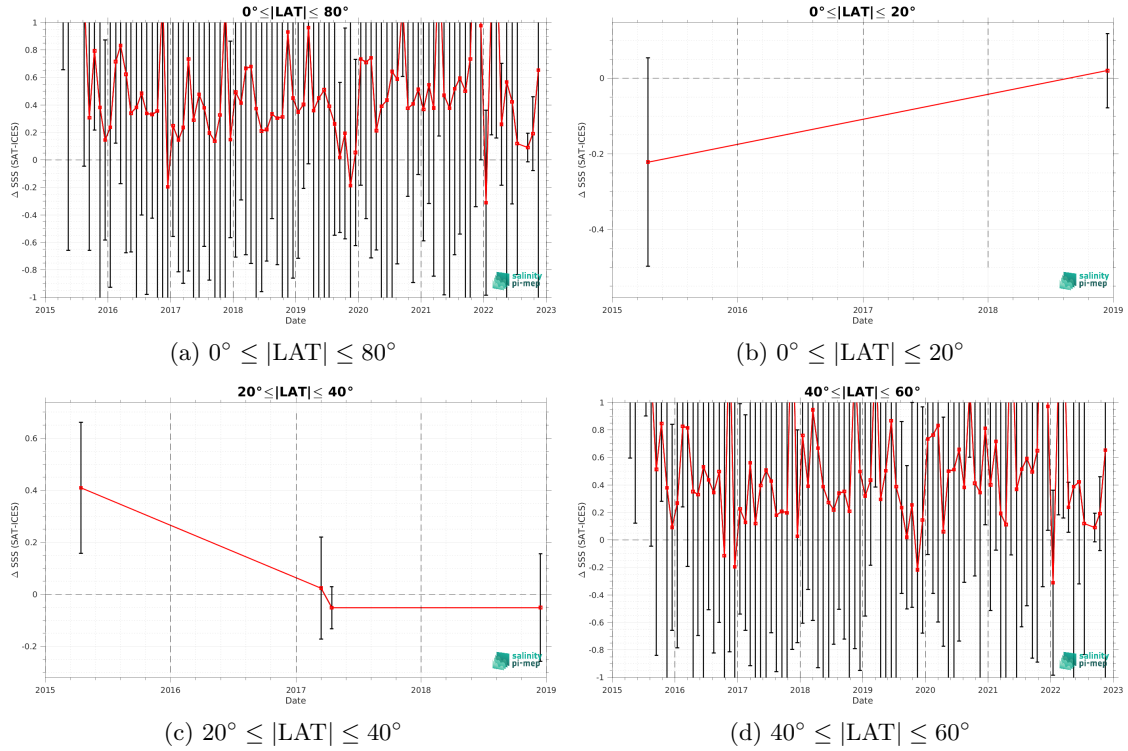 0°≤|LAT|≤ 80°
Δ SSS (SAT-ICES)
1
0.8
0.6
0.4
0.2
0
-0.2
-0.4
-0.6
-0.8
-1
salinity
pi-mep
2015 2016 2017 2018 2019 2020 2021 2022 2023
Date
(a) 0° ≤ |LAT| ≤ 80°
0°≤|LAT|≤ 20°
Δ SSS (SAT-ICES)
0
-0.2
-0.4
salinity
pi-mep
2015 2016 2017 2018 2019
Date
(b) 0° ≤ |LAT| ≤ 20°
20°≤|LAT|≤ 40°
Δ SSS (SAT-ICES)
0.6
0.4
0.2
0
-0.2
salinity
pi-mep
2015 2016 2017 2018 2019
Date
(c) 20° ≤ |LAT| ≤ 40°
40°≤|LAT|≤ 60°
Δ SSS (SAT-ICES)
1
0.8
0.6
0.4
0.2
0
-0.2
-0.4
-0.6
-0.8
-1
salinity
pi-mep
2015 2016 2017 2018 2019 2020 2021 2022 2023
Date
(d) 40° ≤ |LAT| ≤ 60°